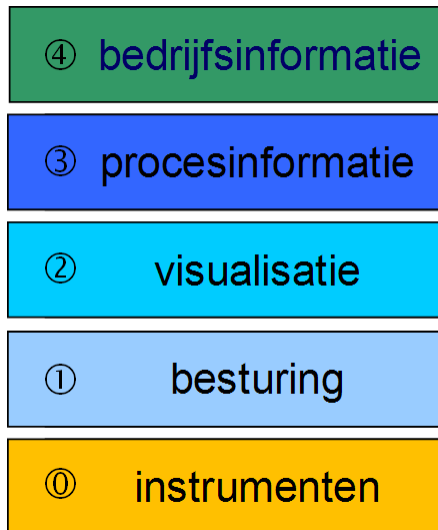 ④ bedrijfsinformatie
③ procesinformatie
② visualisatie
① besturing
⓪ instrumenten